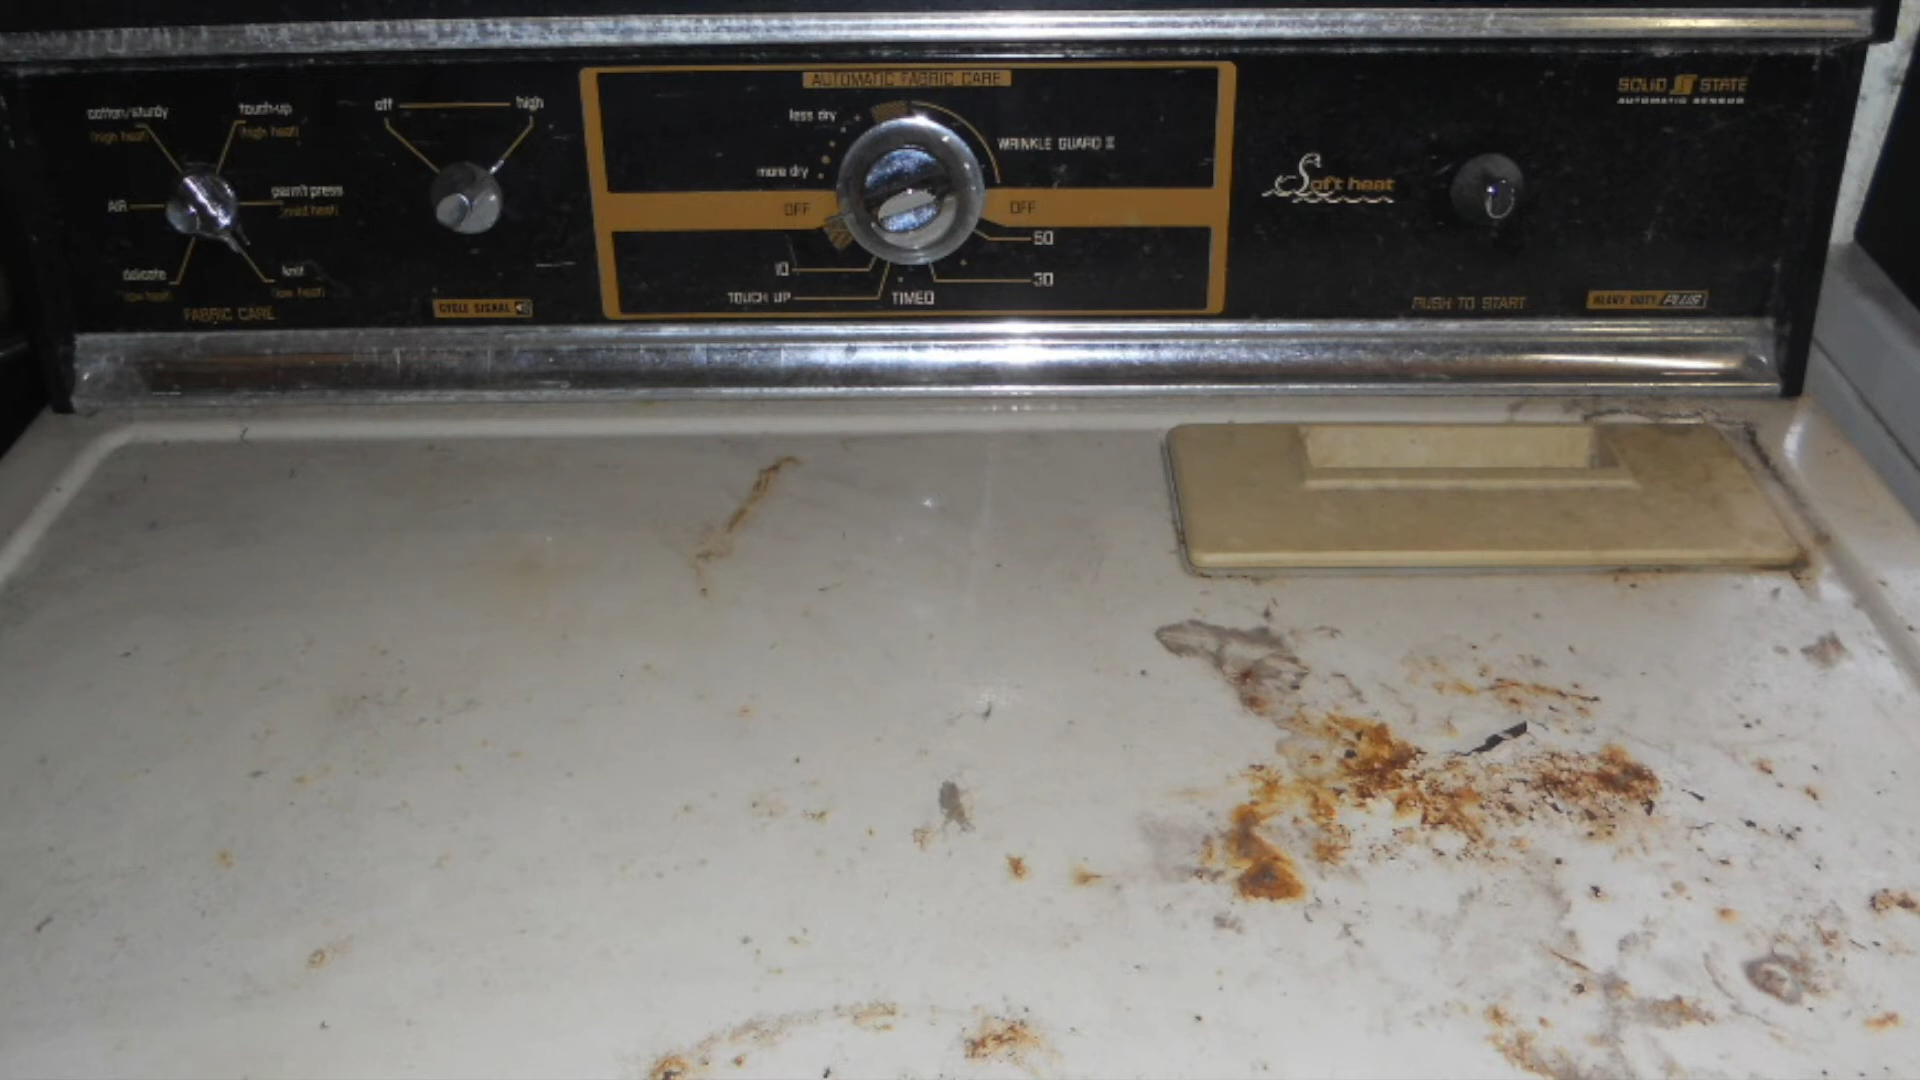 cotton/sturdy
(high heat)
touch-up
(high heat)
AIR
perm't press
(med heat)
delicate
(low heat)
knit
(low heat)
FABRIC CARE
off
high
CYCLE SIGNAL
AUTOMATIC FABRIC CARE
less dry
more dry
WRINKLE GUARD II
OFF
OFF
50
30
10
TOUCH UP
TIMED
Soft heat
SOLID STATE
AUTOMATIC SENSOR
PUSH TO START
HEAVY DUTY PLUS